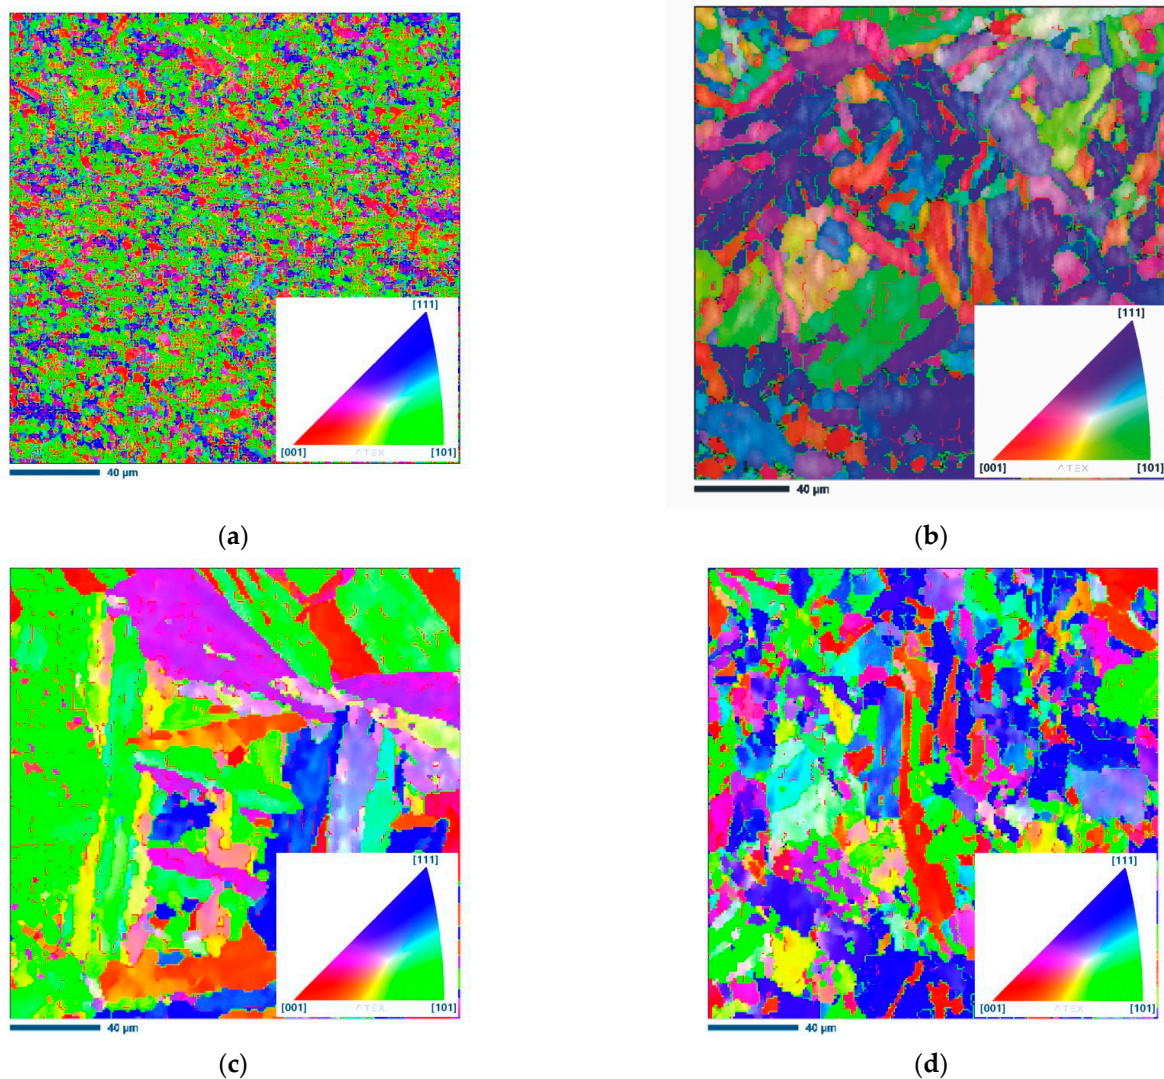 [111]
[001]
ATEX
[101]
40 µm
(a)
[111]
[001]
ATEX
[101]
40 µm
(b)
[111]
[001]
ATEX
[101]
40 µm
(c)
[111]
[001]
ATEX
[101]
40 µm
(d)